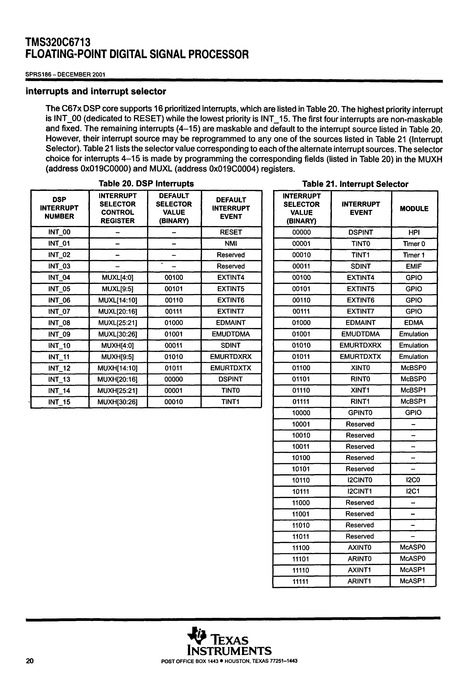 TMS320C6713
FLOATING-POINT DIGITAL SIGNAL PROCESSOR
SPRS186 – DECEMBER 2001
interrupts and interrupt selector
The C67x DSP core supports 16 prioritized interrupts, which are listed in Table 20. The highest priority interrupt
is INT_00 (dedicated to RESET) while the lowest priority is INT_15. The first four interrupts are non-maskable
and fixed. The remaining interrupts (4–15) are maskable and default to the interrupt source listed in Table 20.
However, their interrupt source may be reprogrammed to any one of the sources listed in Table 21 (Interrupt
Selector). Table 21 lists the selector value corresponding to each of the alternate interrupt sources. The selector
choice for interrupts 4–15 is made by programming the corresponding fields (listed in Table 20) in the MUXH
(address 0x019C0000) and MUXL (address 0x019C0004) registers.
Table 20. DSP Interrupts
DSP INTERRUPT NUMBER | INTERRUPT SELECTOR CONTROL REGISTER | DEFAULT SELECTOR VALUE (BINARY) | DEFAULT INTERRUPT EVENT
INT_00 – – RESET
INT_01 – – NMI
INT_02 – – Reserved
INT_03 – – Reserved
INT_04 MUXL[4:0] 00100 EXTINT4
INT_05 MUXL[9:5] 00101 EXTINT5
INT_06 MUXL[14:10] 00110 EXTINT6
INT_07 MUXL[20:16] 00111 EXTINT7
INT_08 MUXL[25:21] 01000 EDMAINT
INT_09 MUXL[30:26] 01001 EMUDTDMA
INT_10 MUXH[4:0] 00011 SDINT
INT_11 MUXH[9:5] 01010 EMURTDXRX
INT_12 MUXH[14:10] 01011 EMURTDXTX
INT_13 MUXH[20:16] 00000 DSPINT
INT_14 MUXH[25:21] 00001 TINT0
INT_15 MUXH[30:26] 00010 TINT1
Table 21. Interrupt Selector
INTERRUPT SELECTOR VALUE (BINARY) | INTERRUPT EVENT | MODULE
00000 DSPINT HPI
00001 TINT0 Timer 0
00010 TINT1 Timer 1
00011 SDINT EMIF
00100 EXTINT4 GPIO
00101 EXTINT5 GPIO
00110 EXTINT6 GPIO
00111 EXTINT7 GPIO
01000 EDMAINT EDMA
01001 EMUDTDMA Emulation
01010 EMURTDXRX Emulation
01011 EMURTDXTX Emulation
01100 XINT0 McBSP0
01101 RINT0 McBSP0
01110 XINT1 McBSP1
01111 RINT1 McBSP1
10000 GPINT0 GPIO
10001 Reserved –
10010 Reserved –
10011 Reserved –
10100 Reserved –
10101 Reserved –
10110 I2CINT0 I2C0
10111 I2CINT1 I2C1
11000 Reserved –
11001 Reserved –
11010 Reserved –
11011 Reserved –
11100 AXINT0 McASP0
11101 ARINT0 McASP0
11110 AXINT1 McASP1
11111 ARINT1 McASP1
TEXAS
INSTRUMENTS
20
POST OFFICE BOX 1443 • HOUSTON, TEXAS 77251–1443